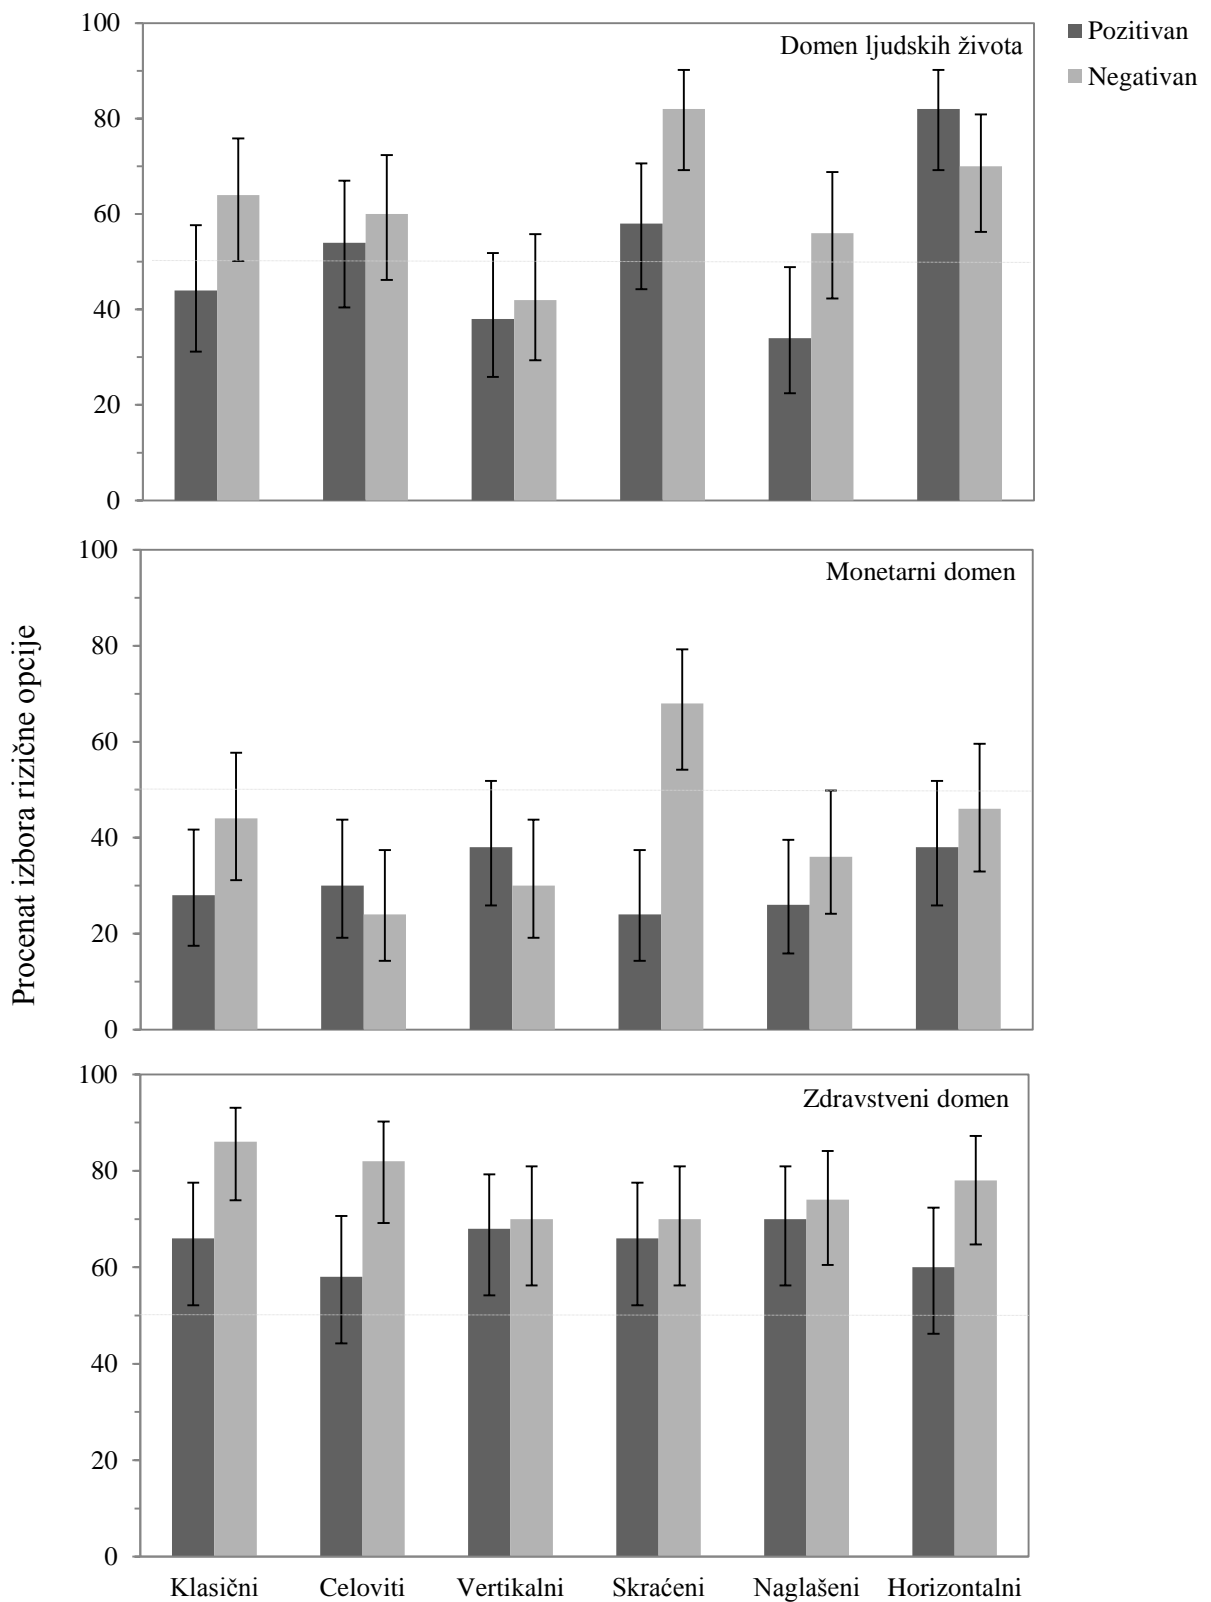 Pozitivan
Negativan
Domen ljudskih života
100
80
60
40
20
0
Procenat izbora rizične opcije
Monetarni domen
100
80
60
40
20
0
Zdravstveni domen
100
80
60
40
20
0
Klasični Celoviti Vertikalni Skraćeni Naglašeni Horizontalni